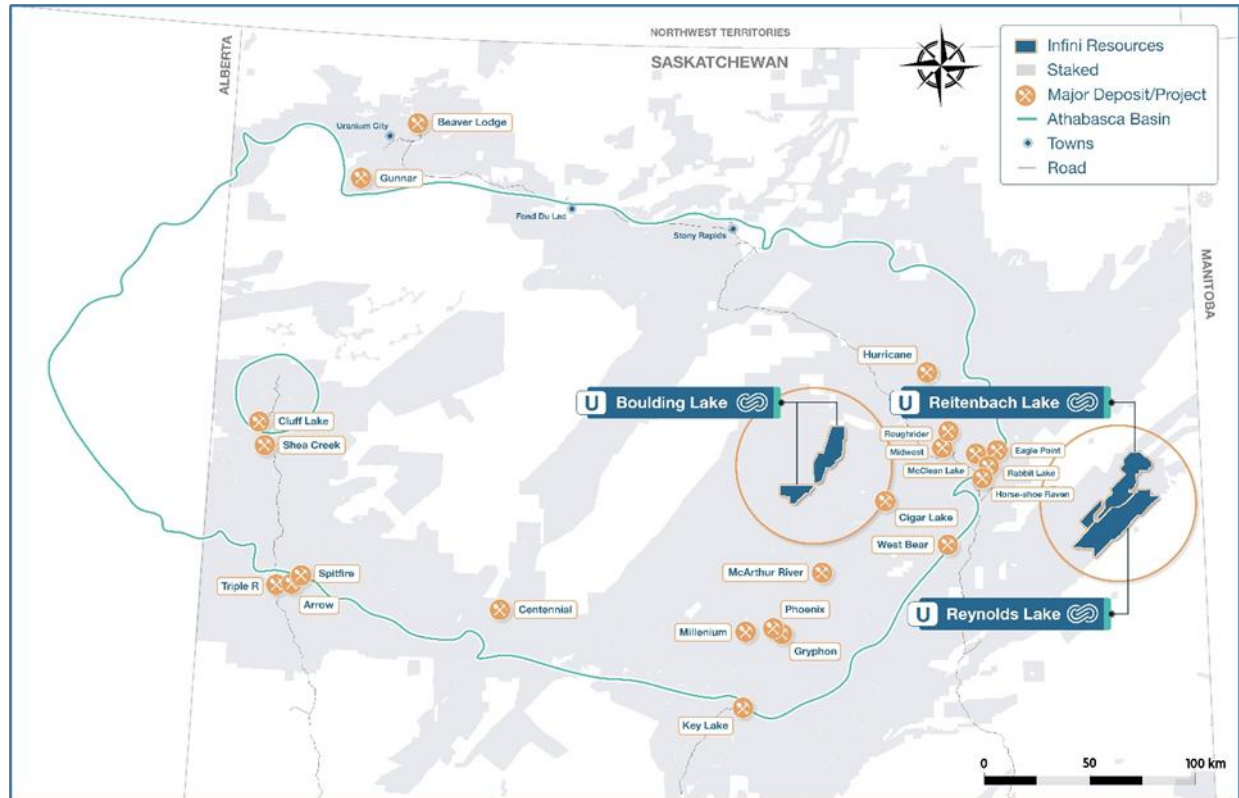 NORTHWEST TERRITORIES
SASKATCHEWAN
ALBERTA
MANITOBA
Infini Resources
Staked
Major Deposit/Project
Athabasca Basin
Towns
Road
Uranium City
Beaver Lodge
Gunnar
Fond Du Lac
Stony Rapids
Hurricane
U Boulding Lake
U Reitenbach Lake
Cluff Lake
Shea Creek
Roughrider
Midwest
McClean Lake
Eagle Point
Rabbit Lake
Horse-shoe Raven
Cigar Lake
West Bear
McArthur River
Spitfire
Triple R
Arrow
Centennial
Phoenix
Millenium
Gryphon
U Reynolds Lake
Key Lake
0 50 100 km